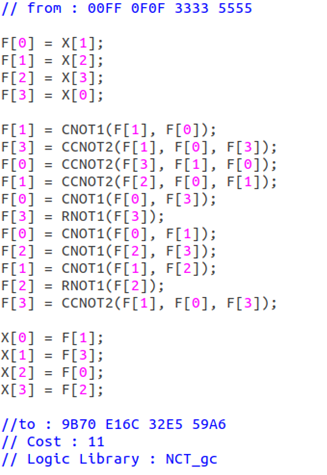 // from : 00FF 0F0F 3333 5555
F[0] = X[1];
F[1] = X[2];
F[2] = X[3];
F[3] = X[0];
F[1] = CNOT1(F[1], F[0]);
F[3] = CCNOT2(F[1], F[0], F[3]);
F[0] = CCNOT2(F[3], F[1], F[0]);
F[1] = CCNOT2(F[2], F[0], F[1]);
F[0] = CNOT1(F[0], F[3]);
F[3] = RNOT1(F[3]);
F[0] = CNOT1(F[0], F[1]);
F[2] = CNOT1(F[2], F[3]);
F[1] = CNOT1(F[1], F[2]);
F[2] = RNOT1(F[2]);
F[3] = CCNOT2(F[1], F[0], F[3]);
X[0] = F[1];
X[1] = F[3];
X[2] = F[0];
X[3] = F[2];
//to : 9B70 E16C 32E5 59A6
// Cost : 11
// Logic Library : NCT_gc